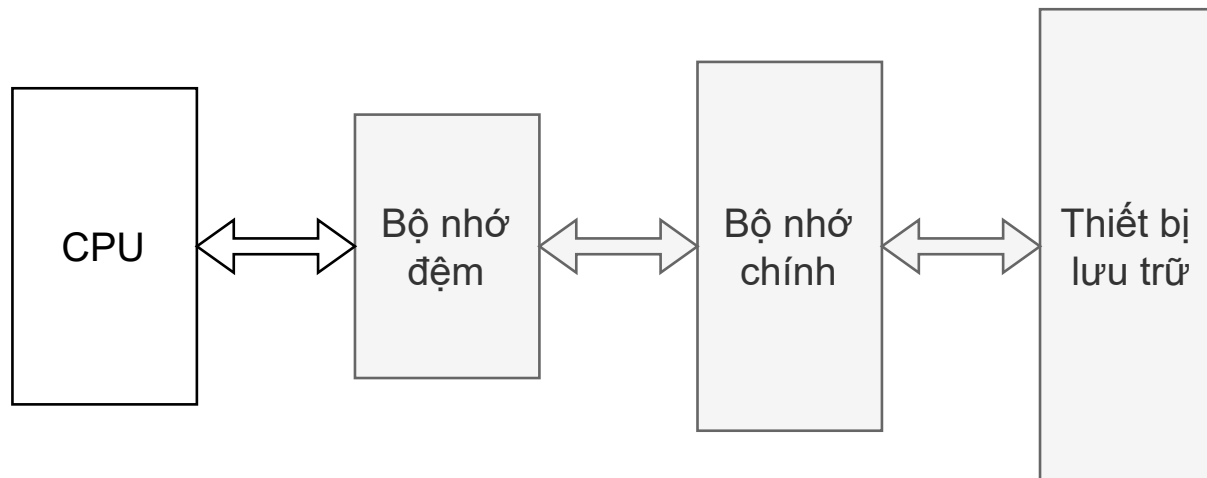 CPU
Bộ nhớ
đệm
Bộ nhớ
chính
Thiết bị
lưu trữ